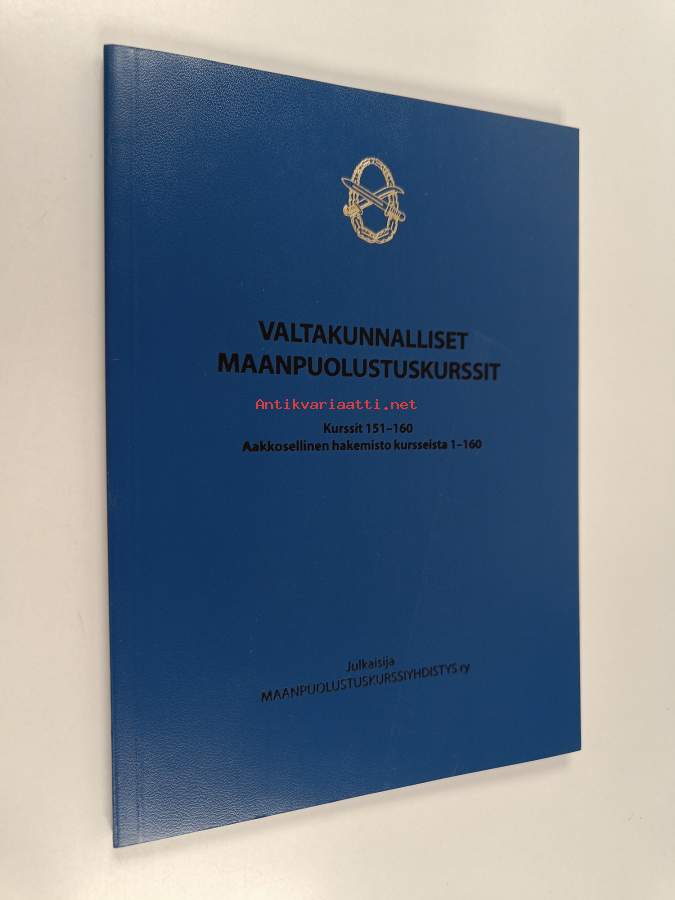 VALTAKUNNALLISET
MAANPUOLUSTUSKURSSIT
Antikvariaatti.net
Kurssit 151–160
Aakkosellinen hakemisto kursseista 1–160
Julkaisija
MAANPUOLUSTUSKURSSIYHDISTYS ry